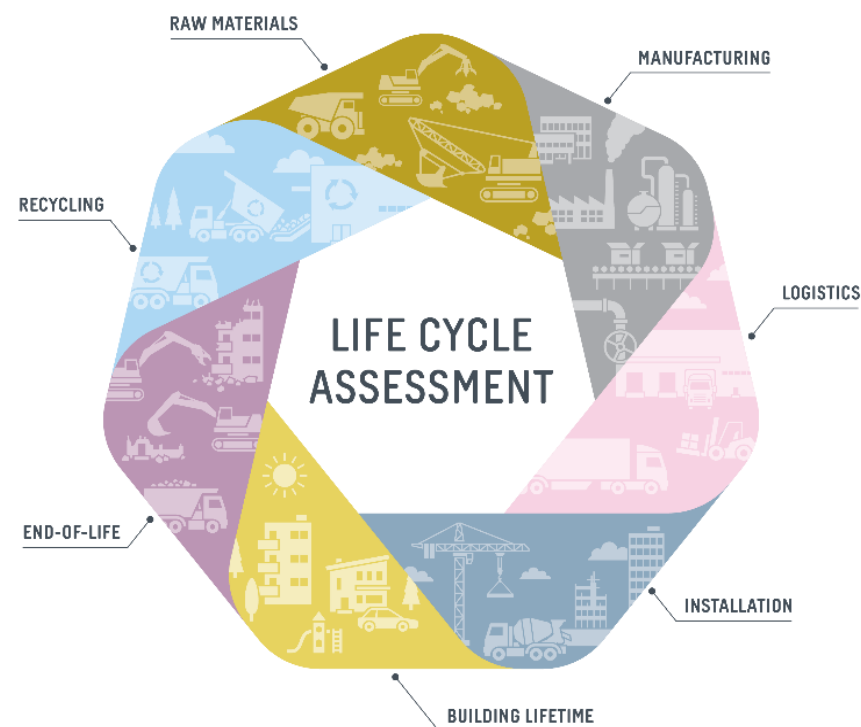 RAW MATERIALS
MANUFACTURING
RECYCLING
LOGISTICS
LIFE CYCLE
ASSESSMENT
END-OF-LIFE
INSTALLATION
BUILDING LIFETIME